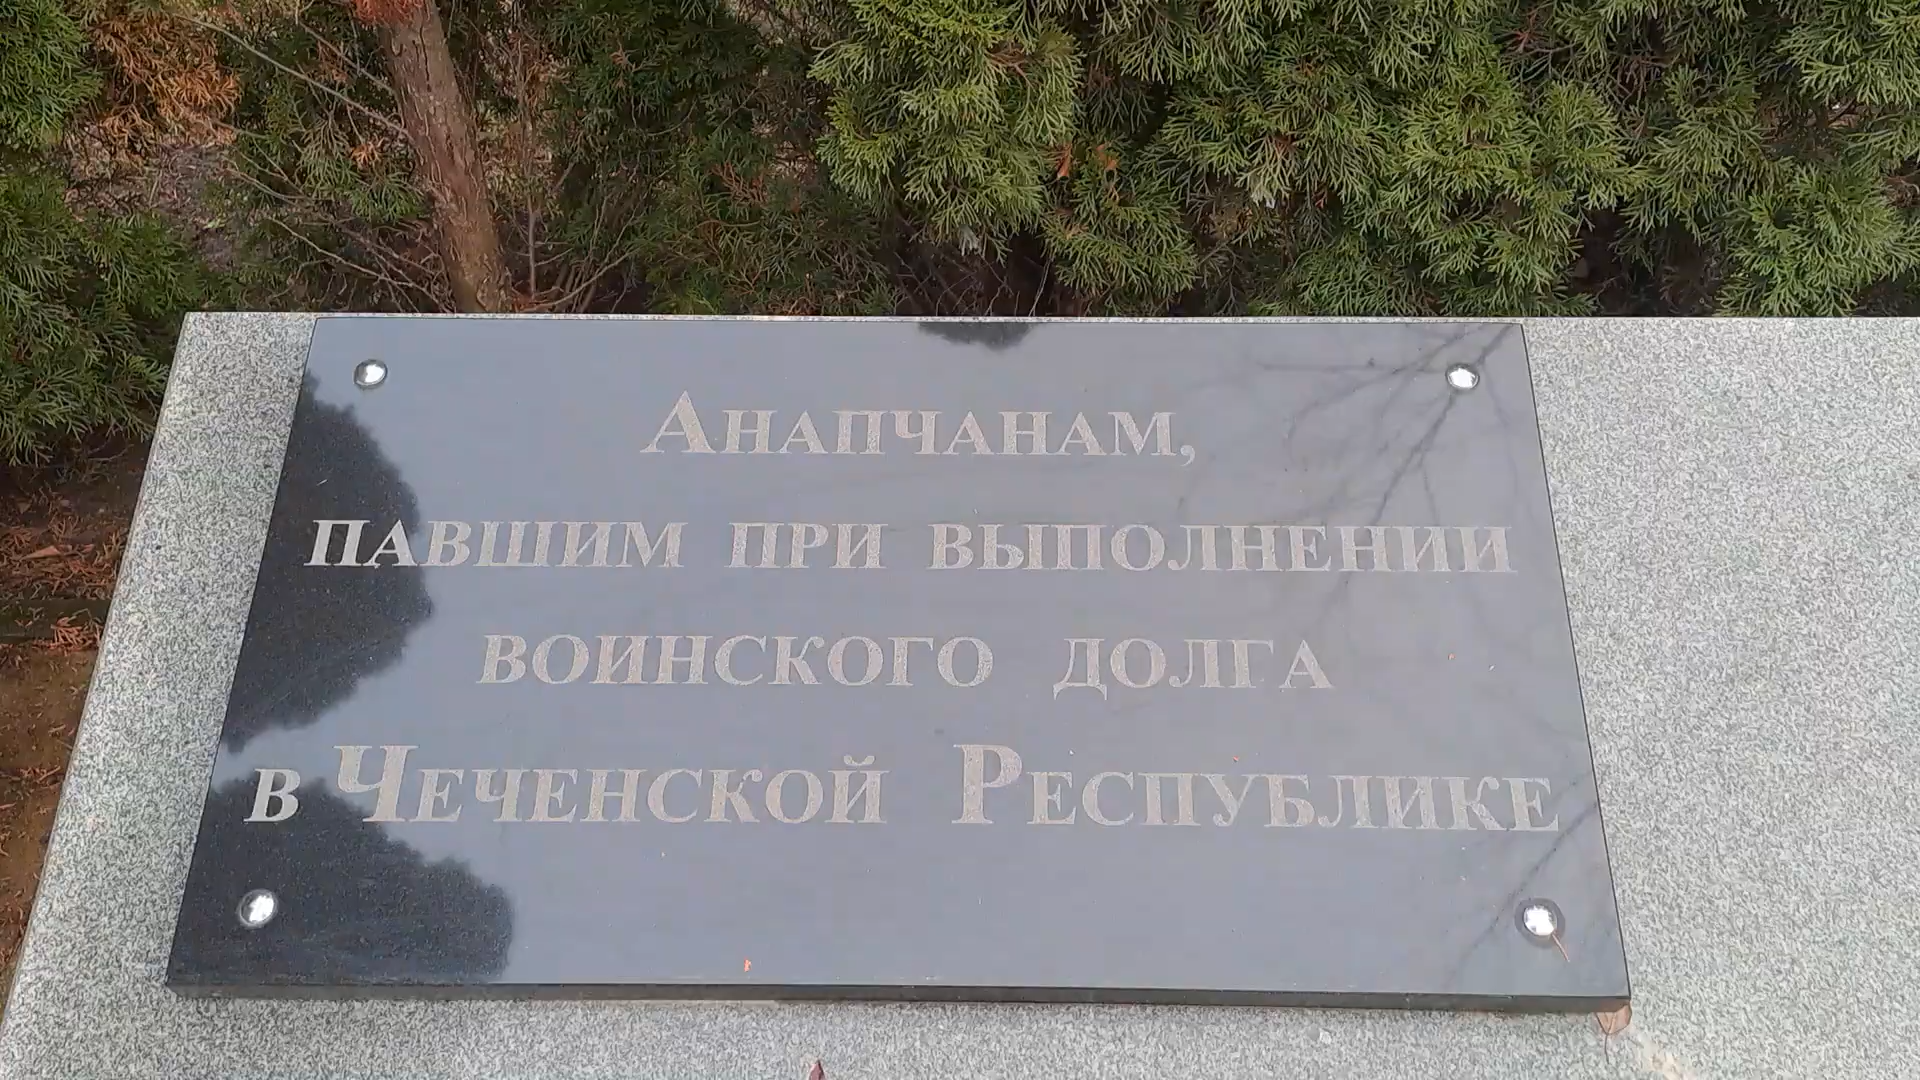 Анапчанам,
павшим при выполнении
воинского долга
в Чеченской Республике